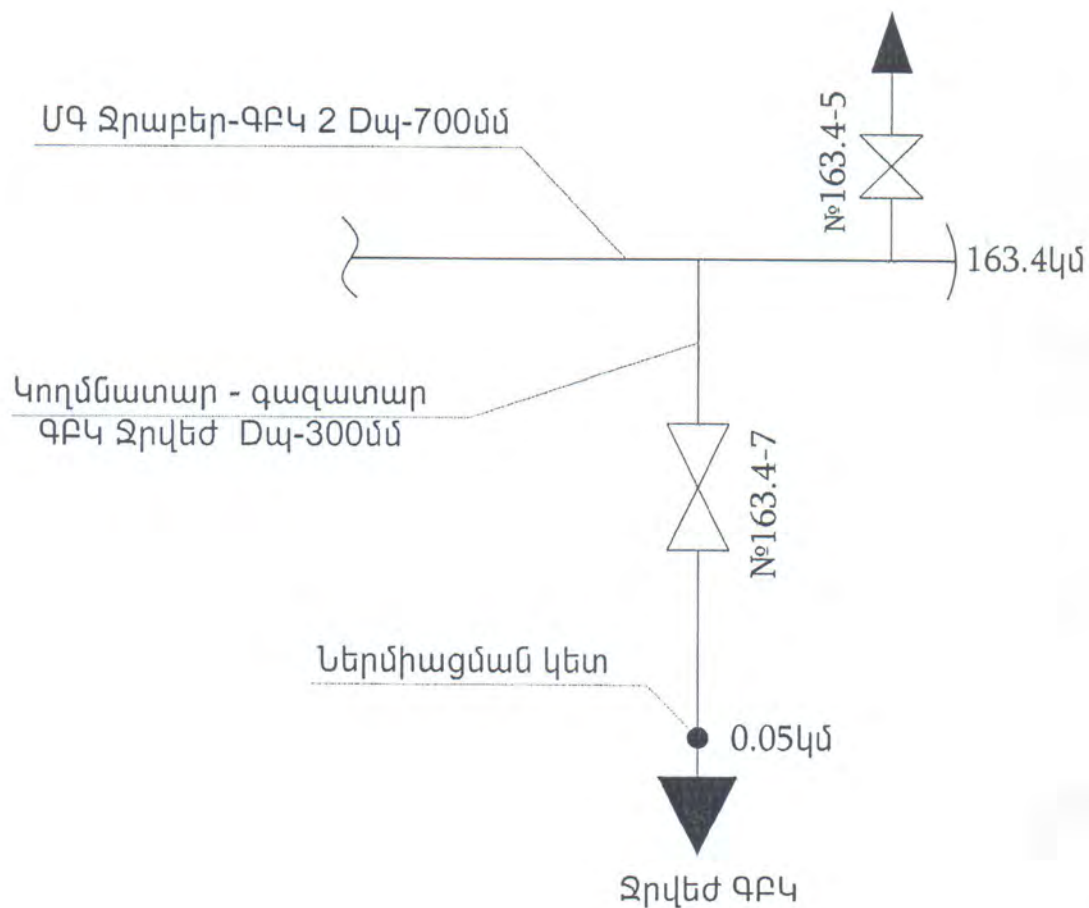 ՄԳ Ջրաբեր-ԳԲԿ 2 Dպ-700մմ
№163.4-5
163.4կմ
Կողմնատար - գազատար
ԳԲԿ Ջրվեժ Dպ-300մմ
№163.4-7
Ներմիացման կետ
0.05կմ
Ջրվեժ ԳԲԿ